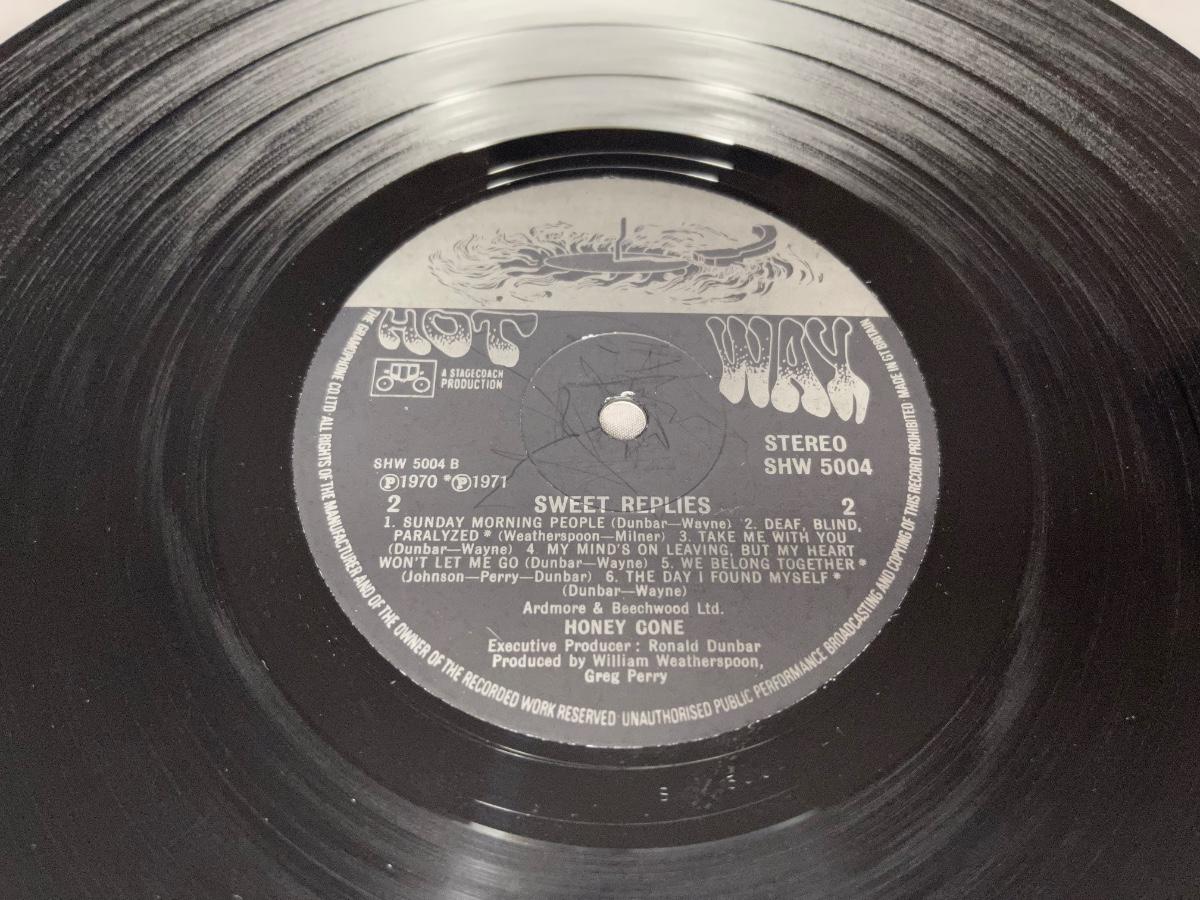 HOT WAX
A STAGECOACH
PRODUCTION
STEREO
SHW 5004
SHW 5004 B
Ⓟ1970 *Ⓟ1971
2 SWEET REPLIES 2
1. SUNDAY MORNING PEOPLE (Dunbar—Wayne) 2. DEAF, BLIND,
PARALYZED * (Weatherspoon—Milner) 3. TAKE ME WITH YOU
(Dunbar—Wayne) 4. MY MIND'S ON LEAVING, BUT MY HEART
WON'T LET ME GO (Dunbar—Wayne) 5. WE BELONG TOGETHER*
(Johnson—Perry—Dunbar) 6. THE DAY I FOUND MYSELF*
(Dunbar—Wayne)
Ardmore & Beechwood Ltd.
HONEY CONE
Executive Producer : Ronald Dunbar
Produced by William Weatherspoon,
Greg Perry
THE GRAMOPHONE CO. LTD ALL RIGHTS OF THE MANUFACTURER AND OF THE OWNER OF THE RECORDED WORK RESERVED UNAUTHORISED PUBLIC PERFORMANCE BROADCASTING AND COPYING OF THIS RECORD PROHIBITED MADE IN GT BRITAIN